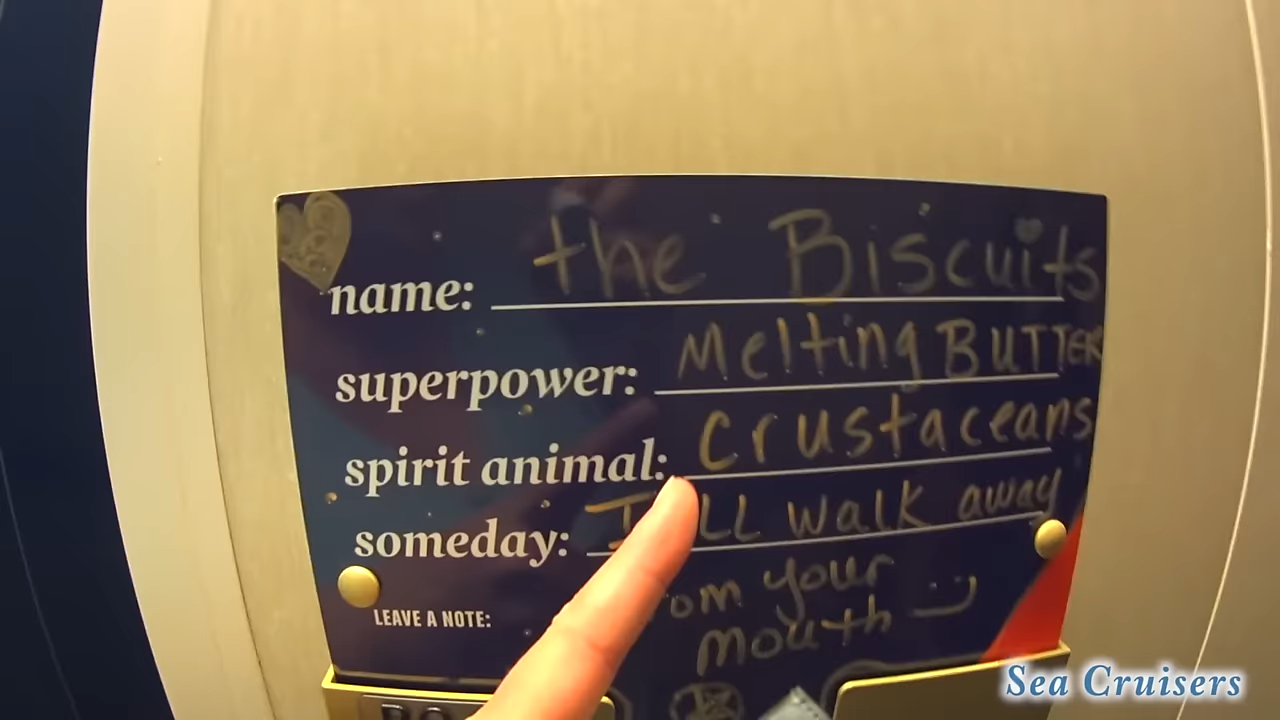 name: the Biscuits
superpower: Melting BUTTER
spirit animal: Crustaceans
someday: I LL walk away
om your
LEAVE A NOTE:
mouth :)
Sea Cruisers